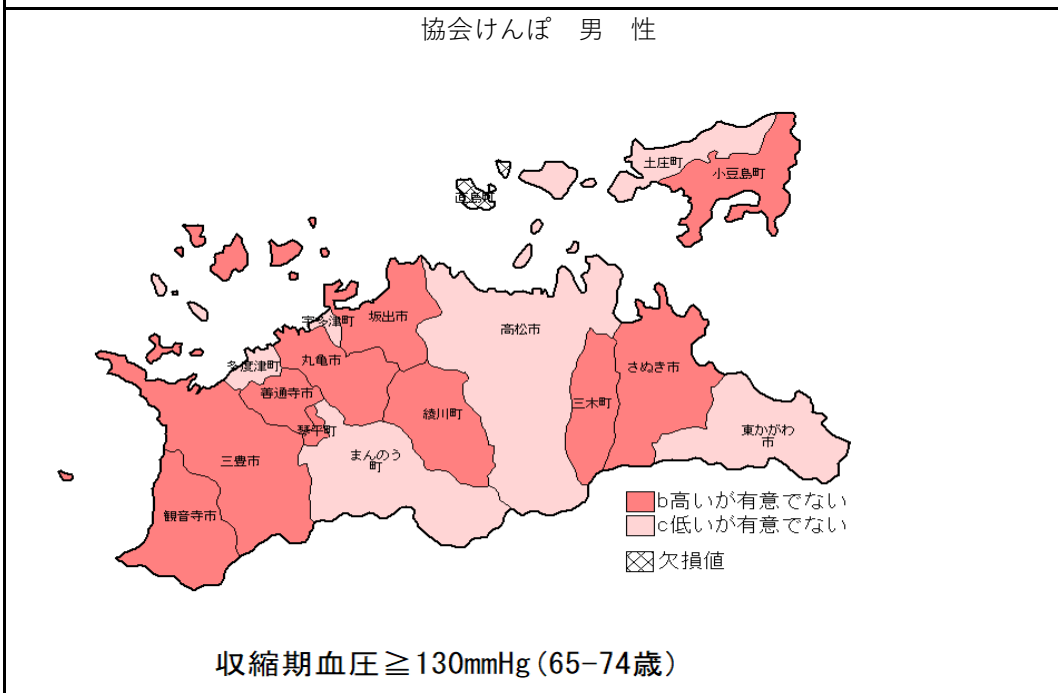 協会けんぽ 男 性
土庄町
小豆島町
直島町
宇多津町
坂出市
高松市
多度津町
丸亀市
さぬき市
善通寺市
綾川町
三木町
琴平町
東かがわ
市
三豊市
まんのう
町
観音寺市
b高いが有意でない
c低いが有意でない
欠損値
収縮期血圧≧130mmHg(65-74歳)